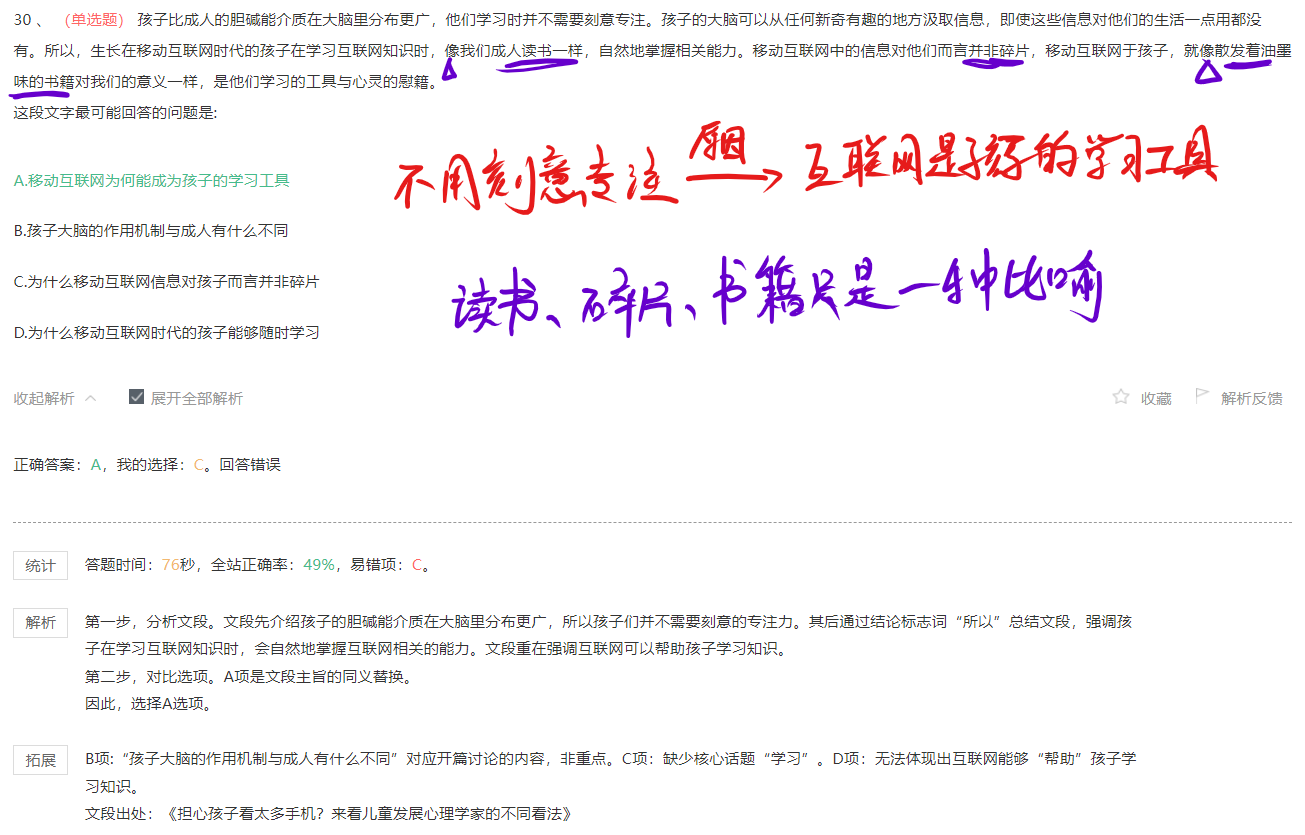 30 、 （单选题） 孩子比成人的胆碱能介质在大脑里分布更广，他们学习时并不需要刻意专注。孩子的大脑可以从任何新奇有趣的地方汲取信息，即使这些信息对他们的生活一点用都没
有。所以，生长在移动互联网时代的孩子在学习互联网知识时，像我们成人读书一样，自然地掌握相关能力。移动互联网中的信息对他们而言并非碎片，移动互联网于孩子，就像散发着油墨
味的书籍对我们的意义一样，是他们学习的工具与心灵的慰籍。
这段文字最可能回答的问题是:
不用刻意专注 原因 互联网是孩子的学习工具
A.移动互联网为何能成为孩子的学习工具
B.孩子大脑的作用机制与成人有什么不同
C.为什么移动互联网信息对孩子而言并非碎片
读书、碎片、书籍只是一种比喻
D.为什么移动互联网时代的孩子能够随时学习
收起解析 展开全部解析 收藏 解析反馈
正确答案：A，我的选择：C。回答错误
统计 答题时间：76秒，全站正确率：49%，易错项：C。
解析 第一步，分析文段。文段先介绍孩子的胆碱能介质在大脑里分布更广，所以孩子们并不需要刻意的专注力。其后通过结论标志词“所以”总结文段，强调孩
子在学习互联网知识时，会自然地掌握互联网相关的能力。文段重在强调互联网可以帮助孩子学习知识。
第二步，对比选项。A项是文段主旨的同义替换。
因此，选择A选项。
拓展 B项:“孩子大脑的作用机制与成人有什么不同”对应开篇讨论的内容，非重点。C项：缺少核心话题“学习”。D项：无法体现出互联网能够“帮助”孩子学
习知识。
文段出处：《担心孩子看太多手机？来看儿童发展心理学家的不同看法》